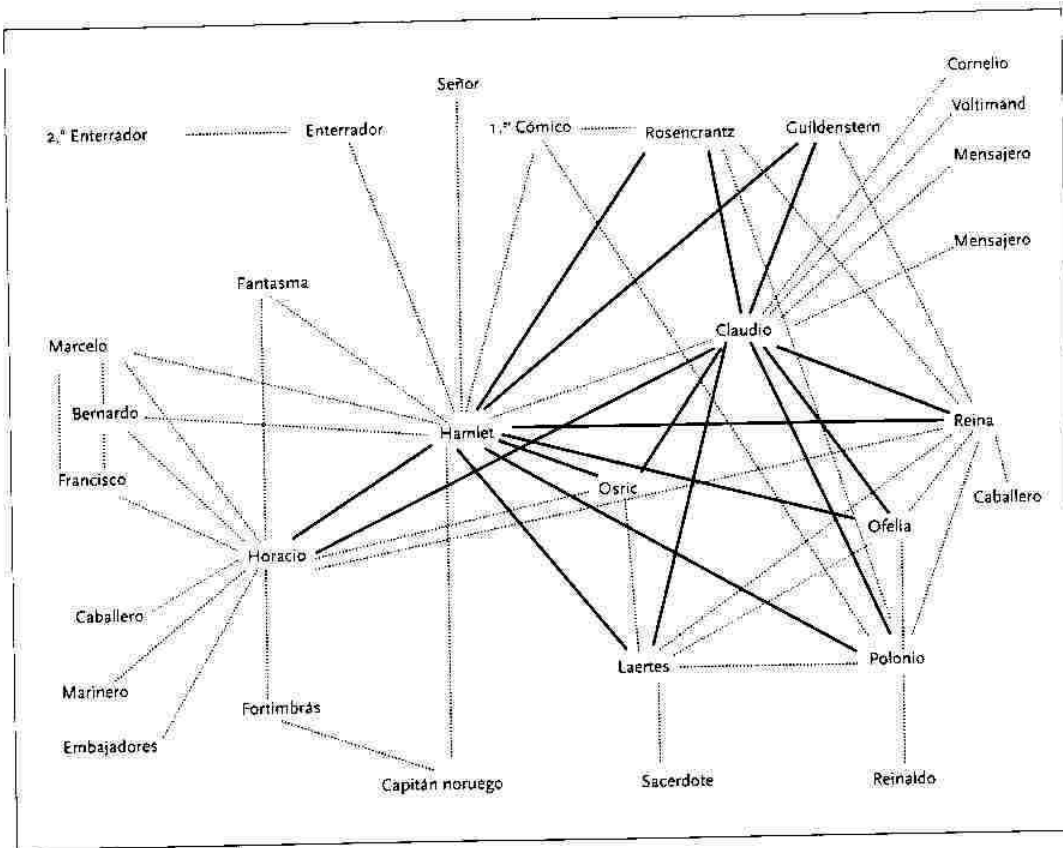 Cornelio
Señor
Voltimand
2.º Enterrador
Enterrador
1.er Cómico
Rosencrantz
Guildenstern
Mensajero
Mensajero
Fantasma
Claudio
Marcelo
Bernardo
Hamlet
Reina
Francisco
Osric
Caballero
Ofelia
Horacio
Caballero
Laertes
Polonio
Marinero
Fortimbrás
Embajadores
Capitán noruego
Sacerdote
Reinaldo